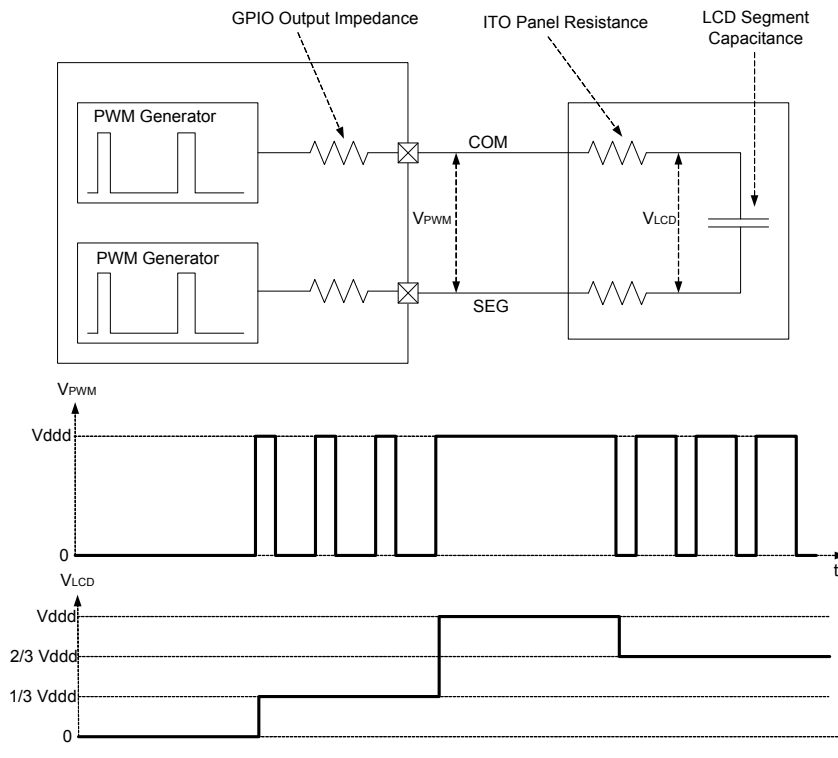 GPIO Output Impedance
ITO Panel Resistance
LCD Segment
Capacitance
PWM Generator
COM
VPWM
VLCD
PWM Generator
SEG
VPWM
Vddd
0
t
VLCD
Vddd
2/3 Vddd
1/3 Vddd
0